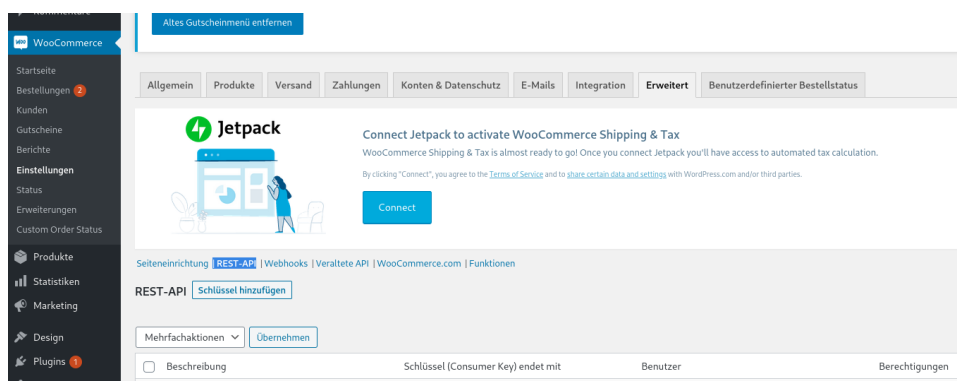 Kommentare
Altes Gutscheinmenü entfernen
WooCommerce
Startseite
Bestellungen 2
Kunden
Gutscheine
Berichte
Einstellungen
Status
Erweiterungen
Custom Order Status
Produkte
Statistiken
Marketing
Design
Plugins 1
Allgemein Produkte Versand Zahlungen Konten & Datenschutz E-Mails Integration Erweitert Benutzerdefinierter Bestellstatus
Jetpack
Connect Jetpack to activate WooCommerce Shipping & Tax
WooCommerce Shipping & Tax is almost ready to go! Once you connect Jetpack you'll have access to automated tax calculation.
By clicking "Connect", you agree to the Terms of Service and to share certain data and settings with WordPress.com and/or third parties.
Connect
Seiteneinrichtung | REST-API | Webhooks | Veraltete API | WooCommerce.com | Funktionen
REST-API Schlüssel hinzufügen
Mehrfachaktionen Übernehmen
Beschreibung Schlüssel (Consumer Key) endet mit Benutzer Berechtigungen